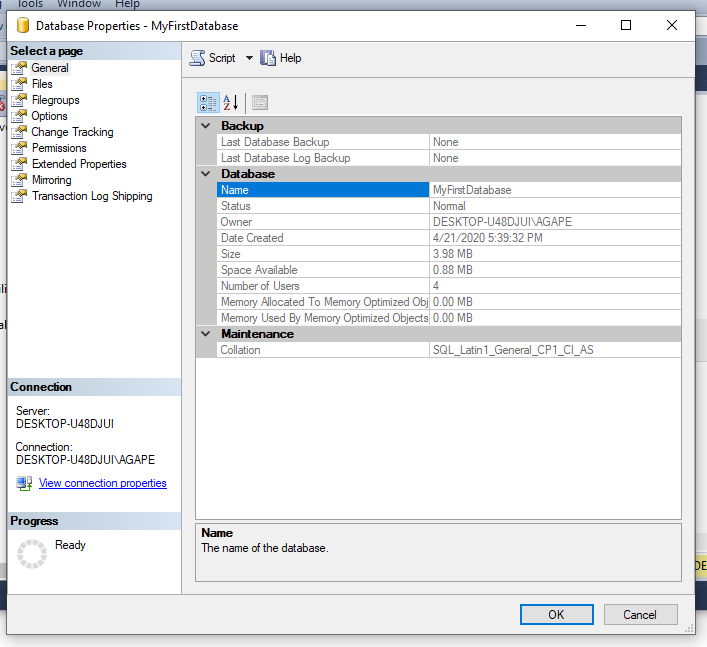 Tools Window Help
Database Properties - MyFirstDatabase
Select a page
General
Files
Filegroups
Options
Change Tracking
Permissions
Extended Properties
Mirroring
Transaction Log Shipping
Script Help
Backup
Last Database Backup None
Last Database Log Backup None
Database
Name MyFirstDatabase
Status Normal
Owner DESKTOP-U48DJUI\AGAPE
Date Created 4/21/2020 5:39:32 PM
Size 3.98 MB
Space Available 0.88 MB
Number of Users 4
Memory Allocated To Memory Optimized Obj 0.00 MB
Memory Used By Memory Optimized Objects 0.00 MB
Maintenance
Collation SQL_Latin1_General_CP1_CI_AS
Connection
Server:
DESKTOP-U48DJUI
Connection:
DESKTOP-U48DJUI\AGAPE
View connection properties
Progress
Ready
Name
The name of the database.
OK Cancel